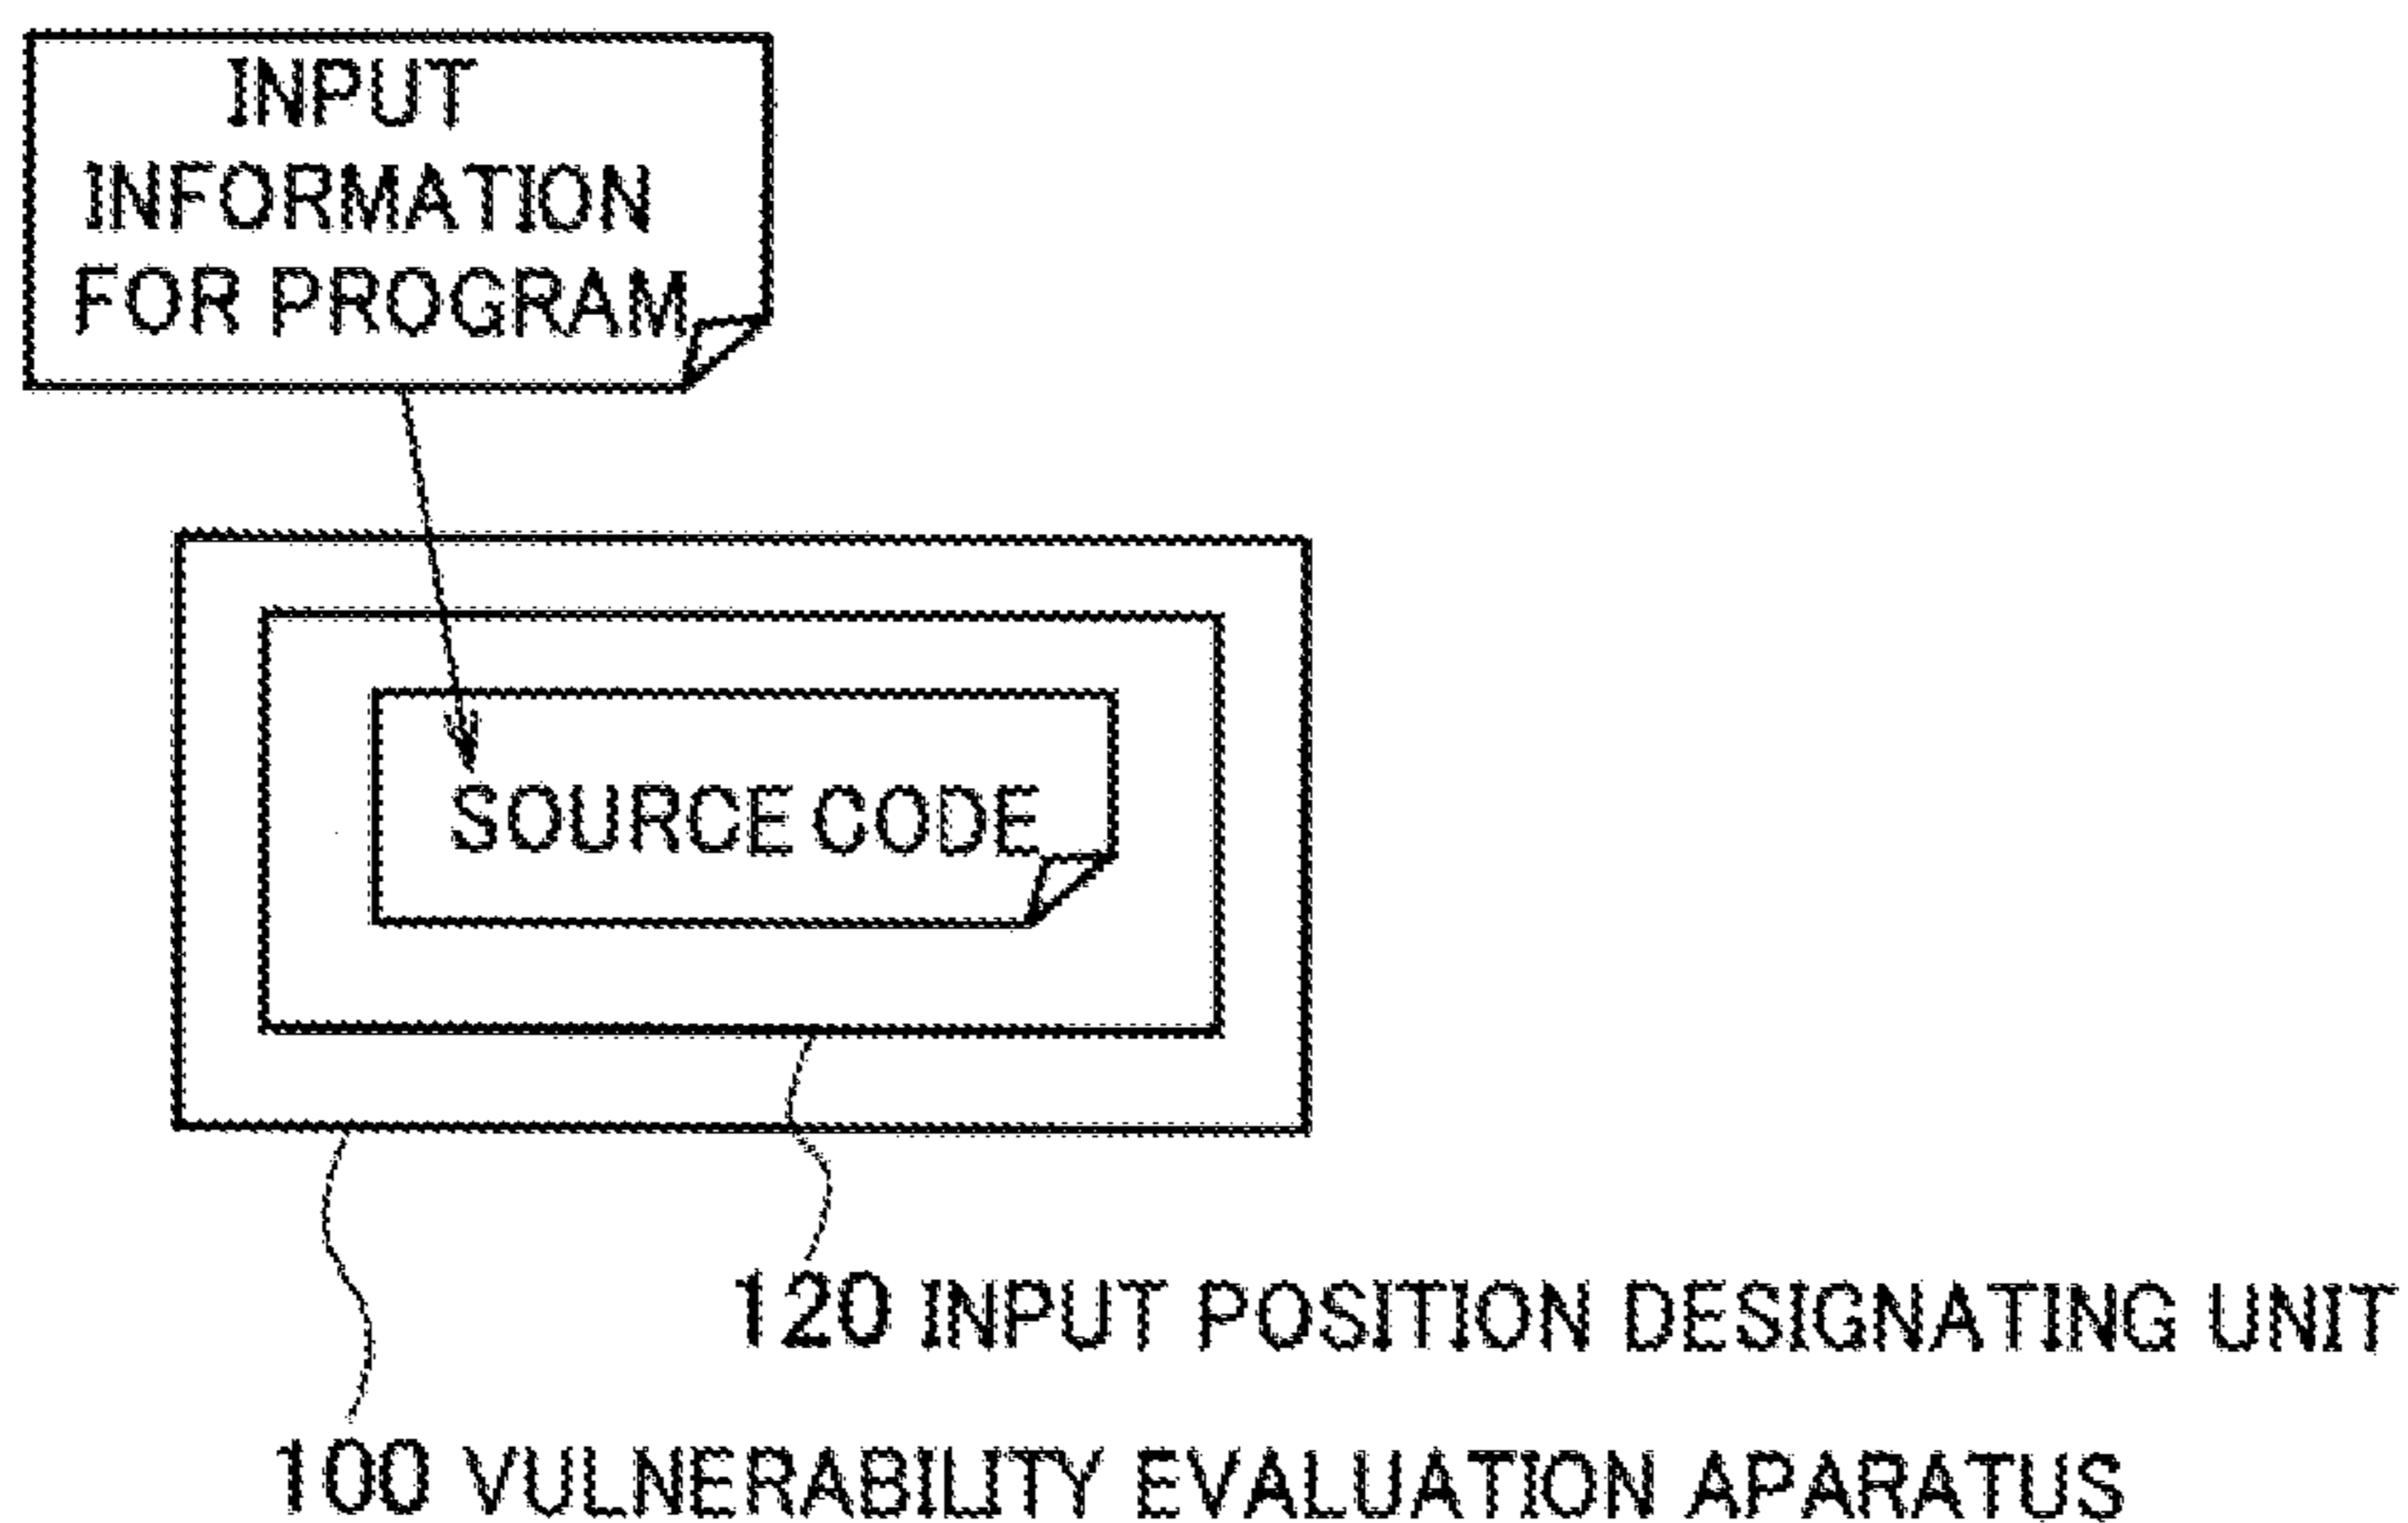 INPUT
INFORMATION
FOR PROGRAM
SOURCE CODE
120 INPUT POSITION DESIGNATING UNIT
100 VULNERABILITY EVALUATION APARATUS